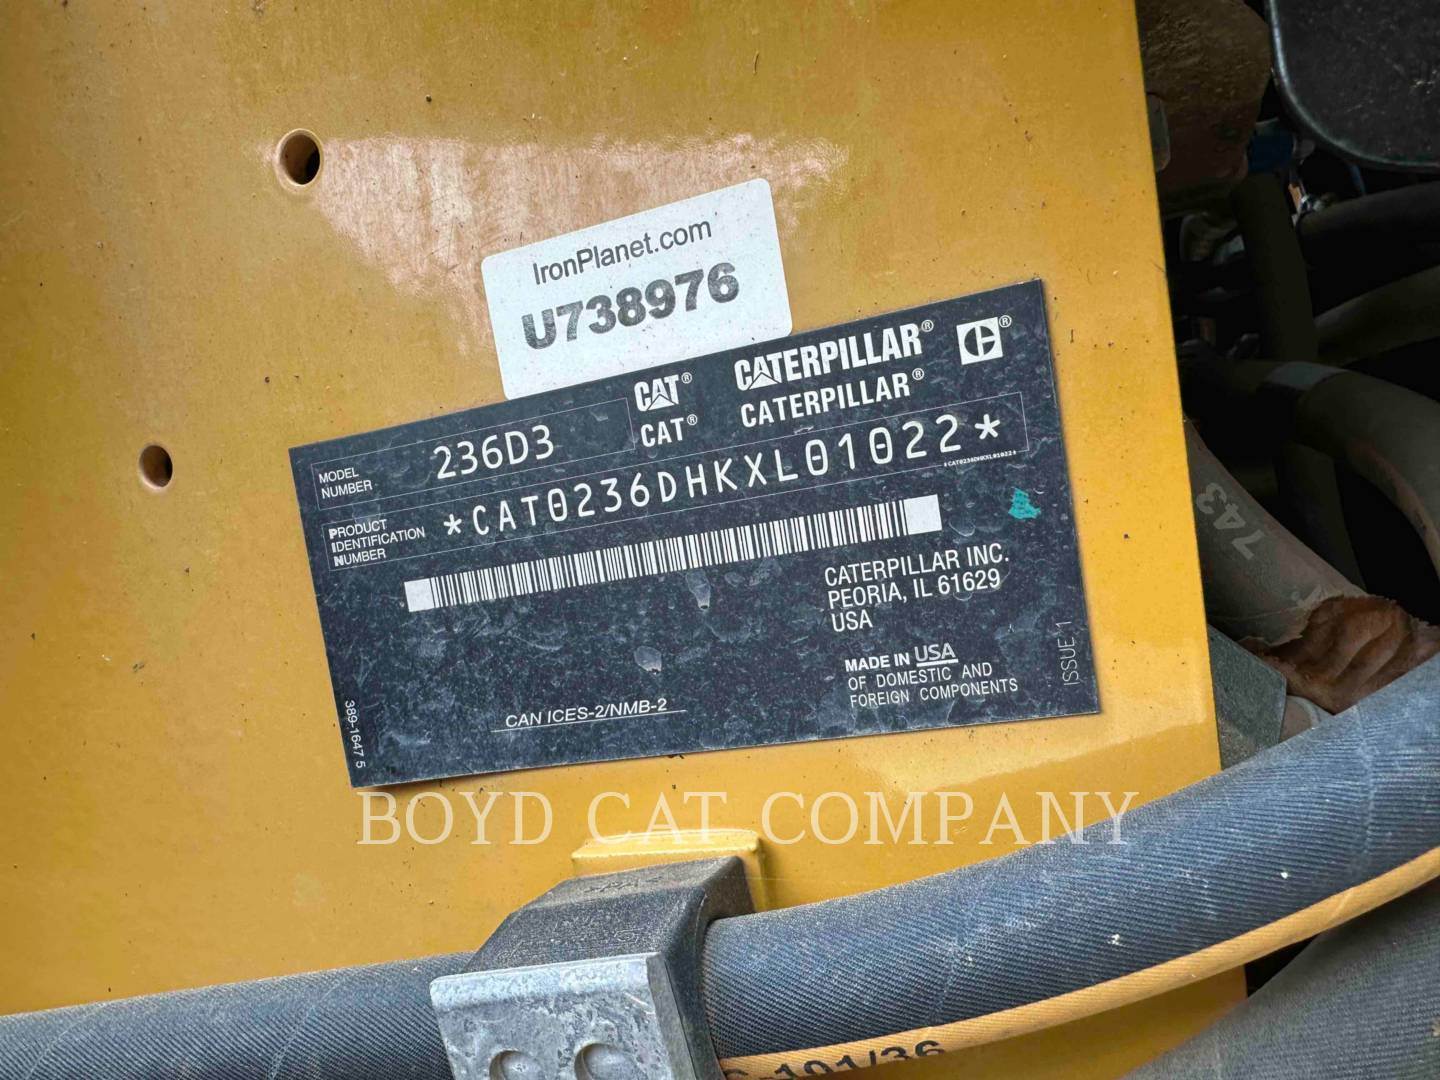 IronPlanet.com
U738976
CAT® CATERPILLAR® C®
CAT® CATERPILLAR®
MODEL NUMBER 236D3
PRODUCT IDENTIFICATION NUMBER *CAT0236DHKXL01022*
*CAT0236DHKXL01022*
CATERPILLAR INC.
PEORIA, IL 61629
USA
MADE IN USA
OF DOMESTIC AND
FOREIGN COMPONENTS
CAN ICES-2/NMB-2
389-1647 5
ISSUE 1
743
BOYD CAT COMPANY
-101/36